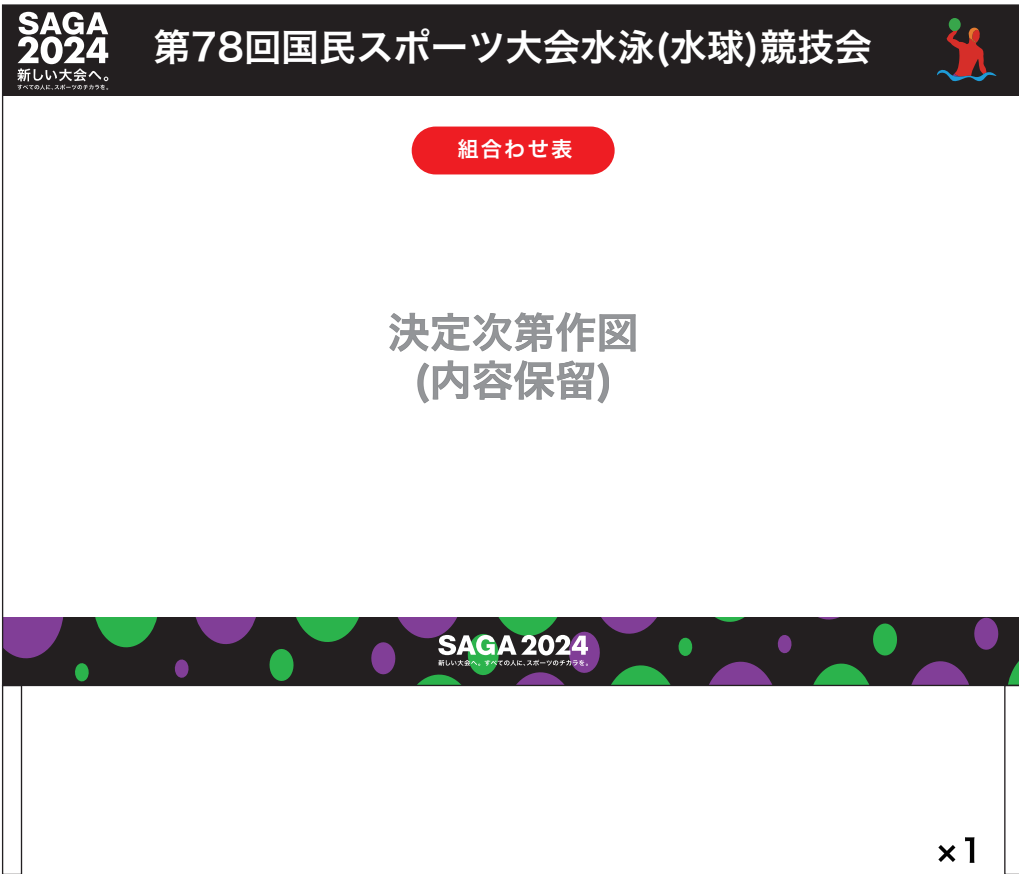 SAGA
2024
新しい大会へ。
すべての人に、スポーツのチカラを。
第78回国民スポーツ大会水泳(水球)競技会
組合わせ表
決定次第作図
(内容保留)
SAGA 2024
新しい大会へ。すべての人に、スポーツのチカラを。
×1